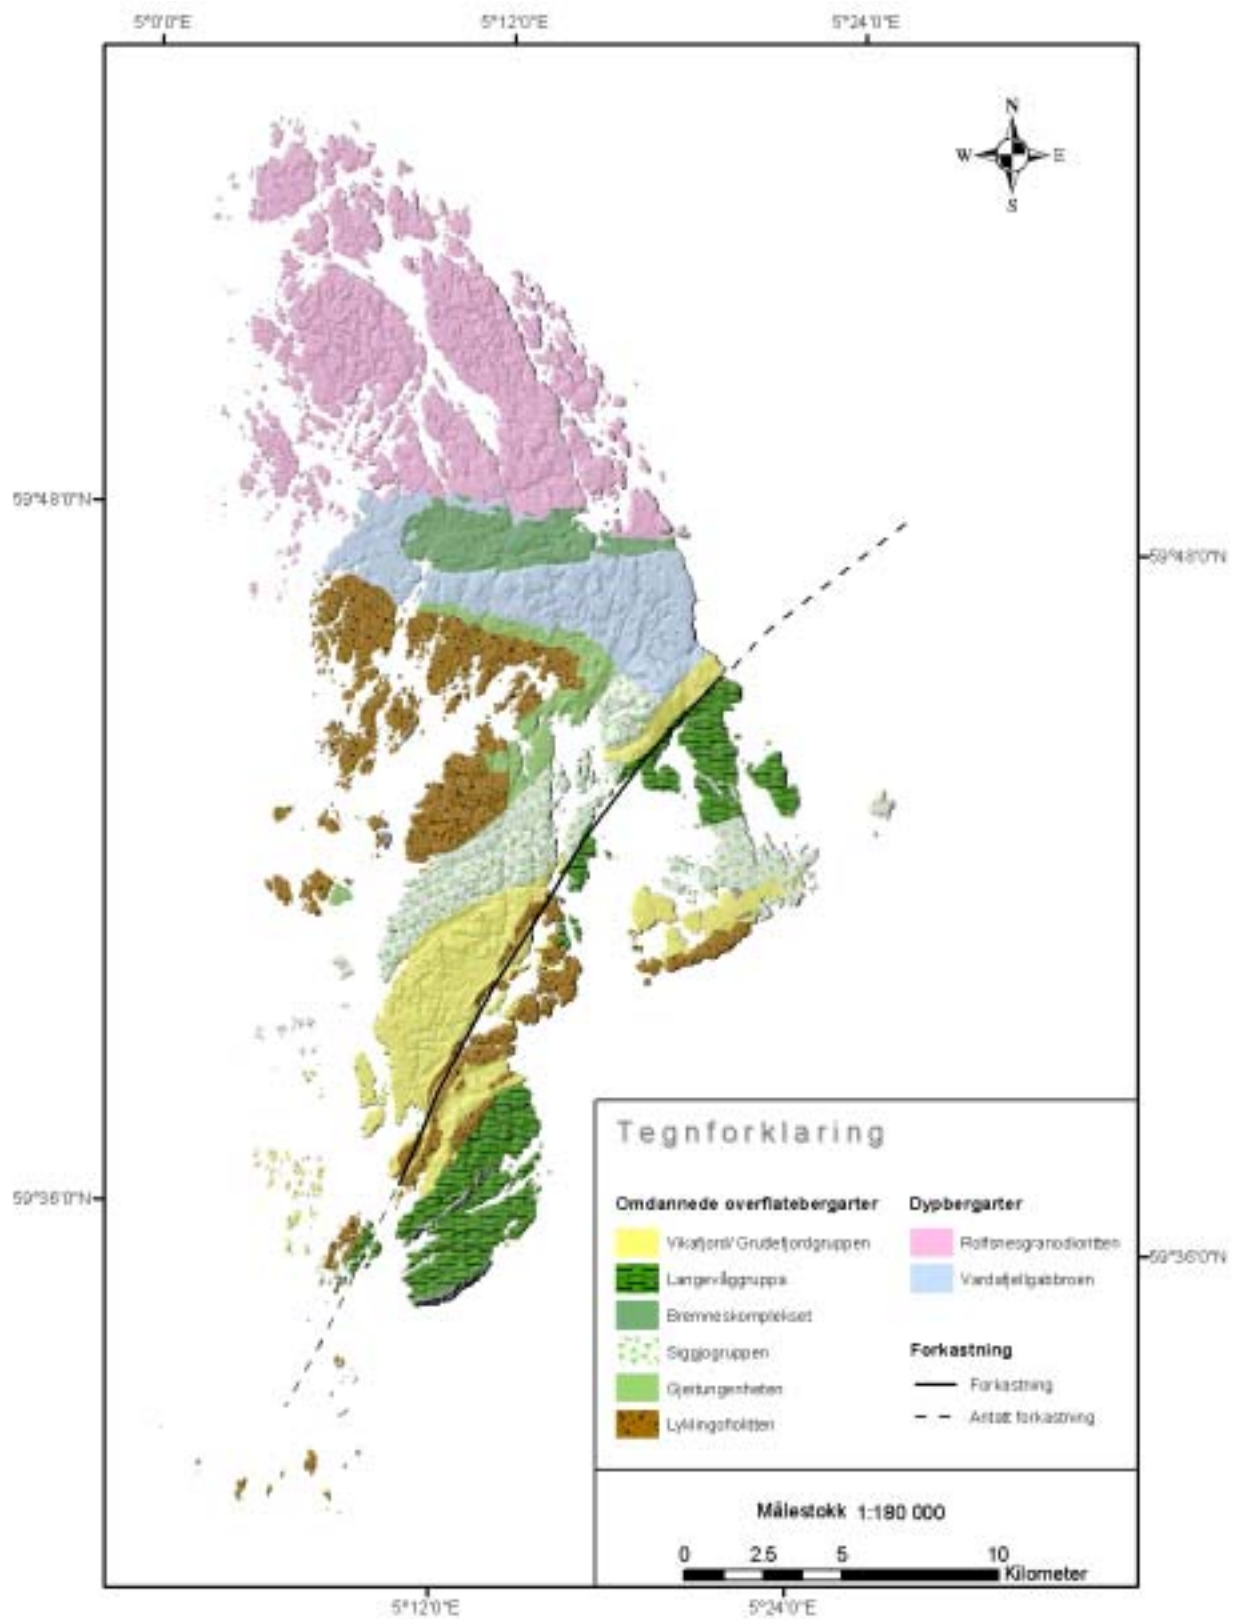 5°0'0"E 5°12'0"E 5°24'0"E
N
W E
S
59°48'0"N
59°48'0"N
Tegnforklaring
Omdannede overflatebergarter
Vikafjord/ Grutlefjordgruppen
Langevåggruppa
Bremneskomplekset
Siggjogruppen
Gjeitungenheten
Lyklingofiolitten
Dypbergarter
Rolfsnesgranodioritten
Vardafjellgabbroen
Forkastning
Forkastning
Antatt forkastning
59°36'0"N
59°36'0"N
Målestokk 1:180 000
0 2.5 5 10
Kilometer
5°12'0"E 5°24'0"E